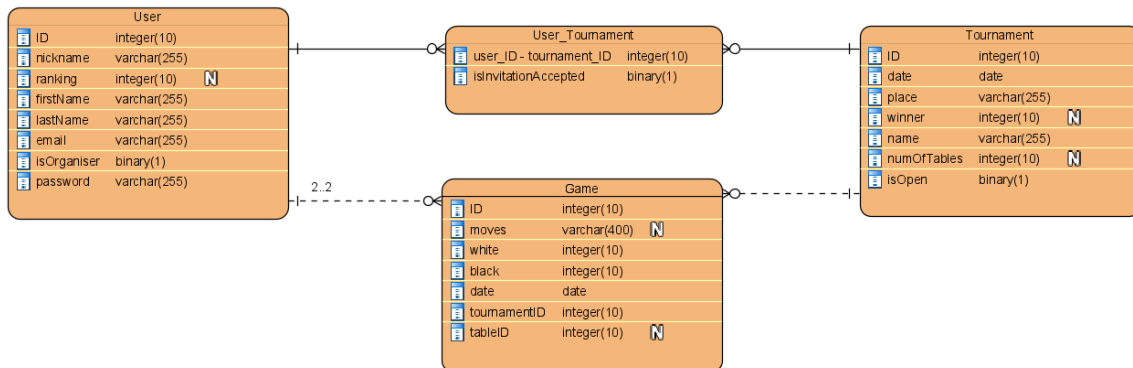 User
ID integer(10)
nickname varchar(255)
ranking integer(10) N
firstName varchar(255)
lastName varchar(255)
email varchar(255)
isOrganiser binary(1)
password varchar(255)
User_Tournament
user_ID - tournament_ID integer(10)
isInvitationAccepted binary(1)
Tournament
ID integer(10)
date date
place varchar(255)
winner integer(10) N
name varchar(255)
numOfTables integer(10) N
isOpen binary(1)
2..2
Game
ID integer(10)
moves varchar(400) N
white integer(10)
black integer(10)
date date
tournamentID integer(10)
tableID integer(10) N